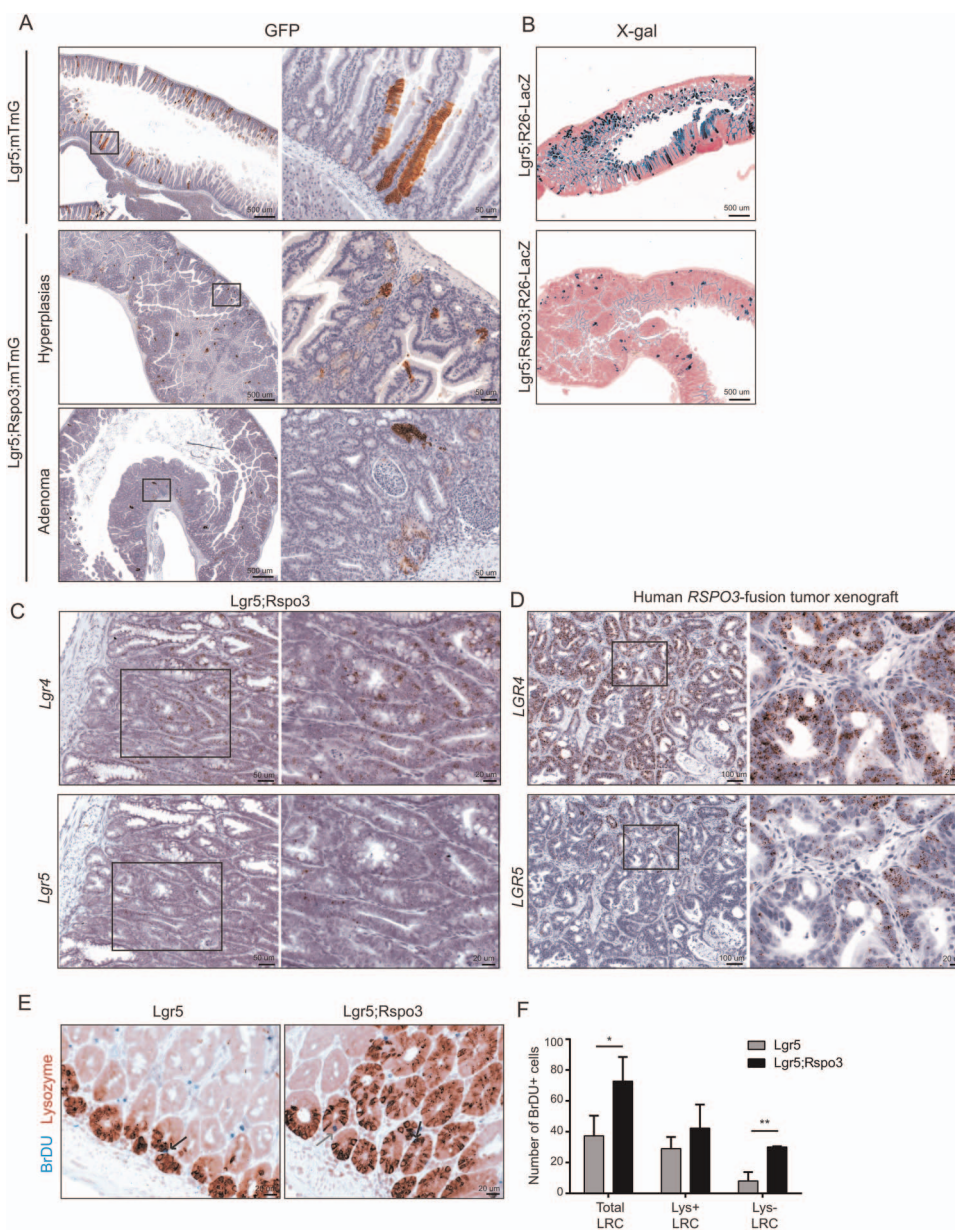 A
GFP
B
X-gal
Lgr5;mTmG
500 um
50 um
Lgr5;R26-LacZ
500 um
Lgr5;Rspo3;mTmG
Hyperplasias
500 um
50 um
Lgr5;Rspo3;R26-LacZ
500 um
Adenoma
500 um
50 um
C
Lgr5;Rspo3
D
Human RSPO3-fusion tumor xenograft
Lgr4
50 um
20 um
LGR4
100 um
20
Lgr5
50 um
20 um
LGR5
100 um
20
E
Lgr5
Lgr5;Rspo3
BrDU Lysozyme
20 um
20 um
F
Number of BrDU+ cells
100
80
60
40
20
0
*
**
Lgr5
Lgr5;Rspo3
Total
LRC
Lys+
LRC
Lys-
LRC